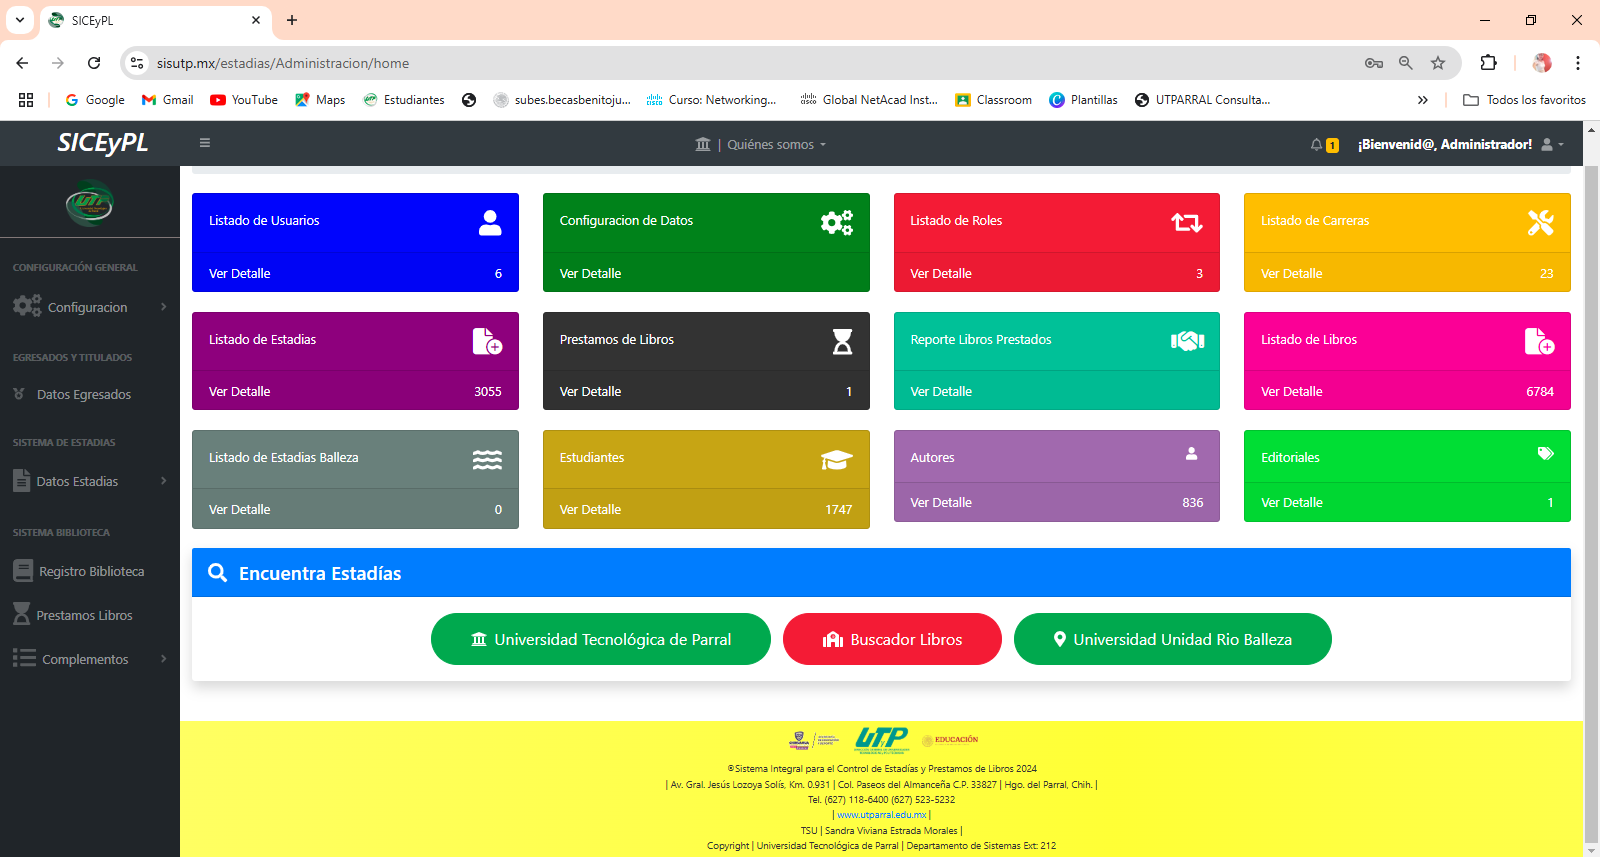 SICEyPL
sisutp.mx/estadias/Administracion/home
Google
Gmail
YouTube
Maps
Estudiantes
subes.becasbenitoju...
Curso: Networking...
Global NetAcad Inst...
Classroom
Plantillas
UTPARRAL Consulta...
Todos los favoritos
SICEyPL
| Quiénes somos
1
¡Bienvenid@, Administrador!
UTP
CONFIGURACIÓN GENERAL
Configuracion
EGRESADOS Y TITULADOS
Datos Egresados
SISTEMA DE ESTADIAS
Datos Estadias
SISTEMA BIBLIOTECA
Registro Biblioteca
Prestamos Libros
Complementos
Listado de Usuarios
Ver Detalle 6
Configuracion de Datos
Ver Detalle
Listado de Roles
Ver Detalle 3
Listado de Carreras
Ver Detalle 23
Listado de Estadias
Ver Detalle 3055
Prestamos de Libros
Ver Detalle 1
Reporte Libros Prestados
Ver Detalle
Listado de Libros
Ver Detalle 6784
Listado de Estadias Balleza
Ver Detalle 0
Estudiantes
Ver Detalle 1747
Autores
Ver Detalle 836
Editoriales
Ver Detalle 1
Encuentra Estadías
Universidad Tecnológica de Parral
Buscador Libros
Universidad Unidad Rio Balleza
UTP
EDUCACIÓN
©Sistema Integral para el Control de Estadías y Prestamos de Libros 2024
| Av. Gral. Jesús Lozoya Solís, Km. 0.931 | Col. Paseos del Almanceña C.P. 33827 | Hgo. del Parral, Chih. |
Tel. (627) 118-6400 (627) 523-5232
| www.utparral.edu.mx |
TSU | Sandra Viviana Estrada Morales |
Copyright | Universidad Tecnológica de Parral | Departamento de Sistemas Ext: 212